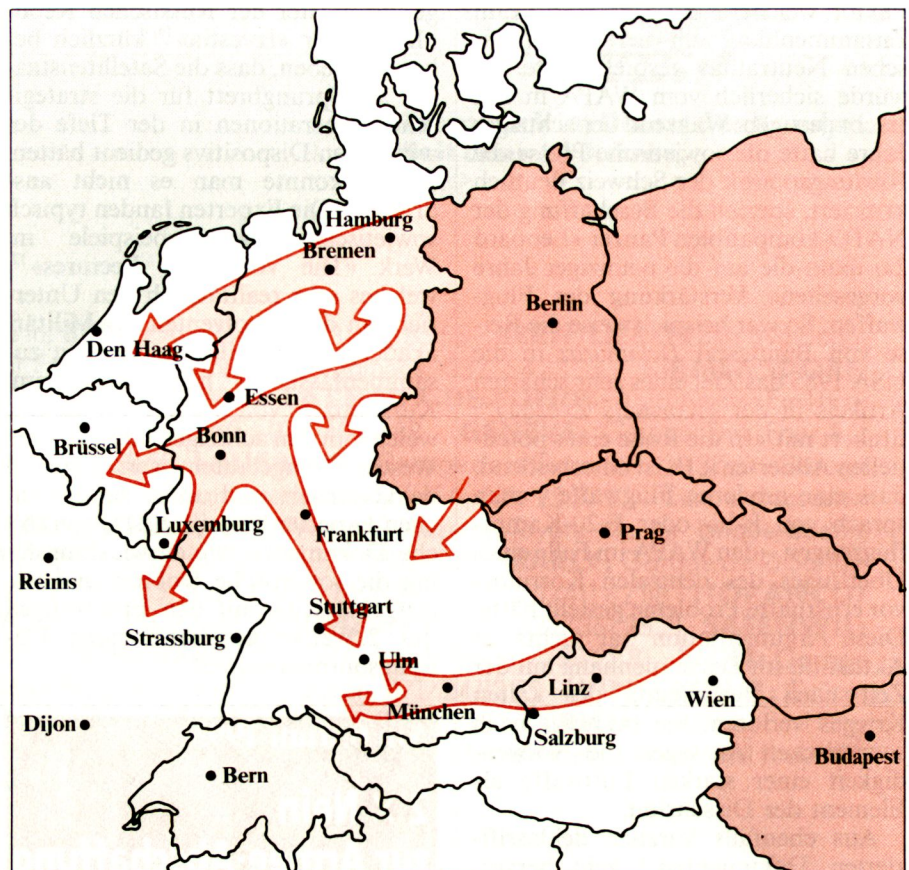 Hamburg
Bremen
Berlin
Den Haag
Essen
Brüssel
Bonn
Luxemburg
Frankfurt
Prag
Reims
Stuttgart
Strassburg
Ulm
Linz
Wien
München
Dijon
Salzburg
Budapest
Bern